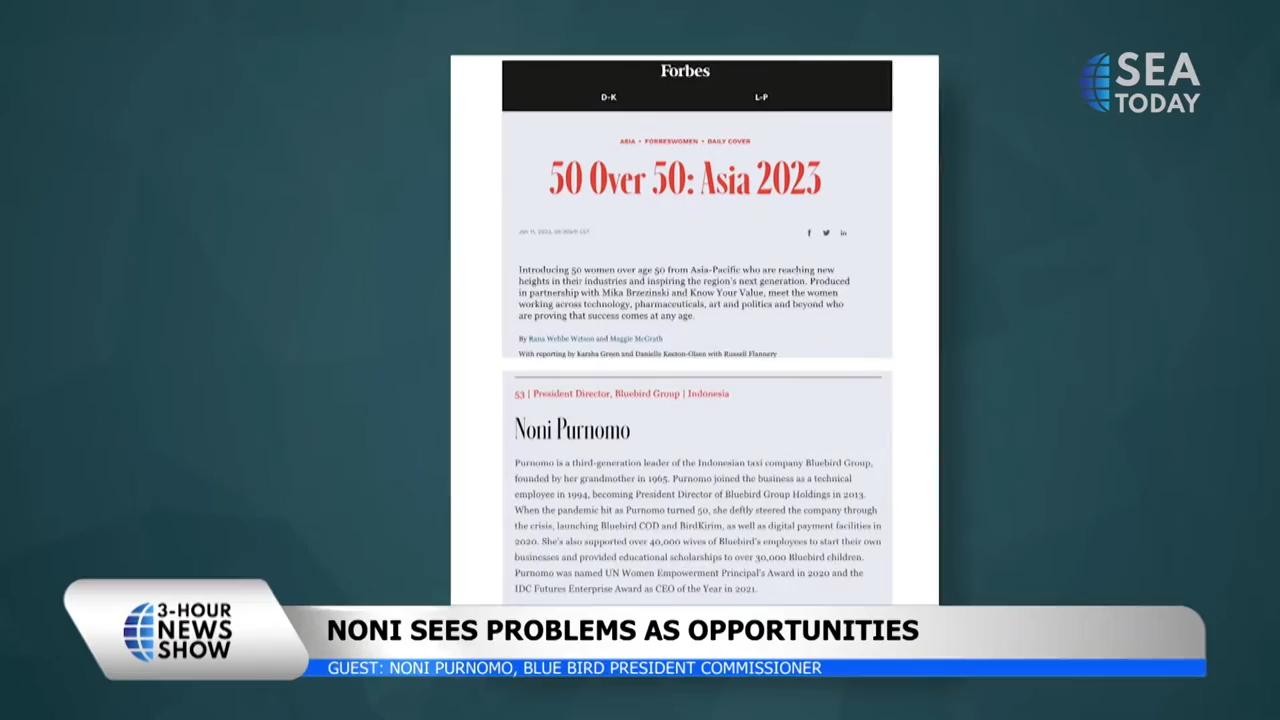 Forbes
D-K L-P
SEA
TODAY
ASIA • FORBESWOMEN • DAILY COVER
50 Over 50: Asia 2023
Introducing 50 women over age 50 from Asia-Pacific who are reaching new
heights in their industries and inspiring the region's next generation. Produced
in partnership with Mika Brzezinski and Know Your Value, meet the women
working across technology, pharmaceuticals, art and politics and beyond who
are proving that success comes at any age.
By Rana Wehbe Watson and Maggie McGrath
With reporting by Karsha Green and Danielle Keeton-Olsen with Russell Flannery
53 | President Director, Bluebird Group | Indonesia
Noni Purnomo
Purnomo is a third-generation leader of the Indonesian taxi company Bluebird Group,
founded by her grandmother in 1965. Purnomo joined the business as a technical
employee in 1994, becoming President Director of Bluebird Group Holdings in 2013.
When the pandemic hit as Purnomo turned 50, she deftly steered the company through
the crisis, launching Bluebird COD and BirdKirim, as well as digital payment facilities in
2020. She's also supported over 40,000 wives of Bluebird's employees to start their own
businesses and provided educational scholarships to over 30,000 Bluebird children.
Purnomo was named UN Women Empowerment Principal's Award in 2020 and the
IDC Futures Enterprise Award as CEO of the Year in 2021.
3-HOUR
NEWS
SHOW
NONI SEES PROBLEMS AS OPPORTUNITIES
GUEST: NONI PURNOMO, BLUE BIRD PRESIDENT COMMISSIONER